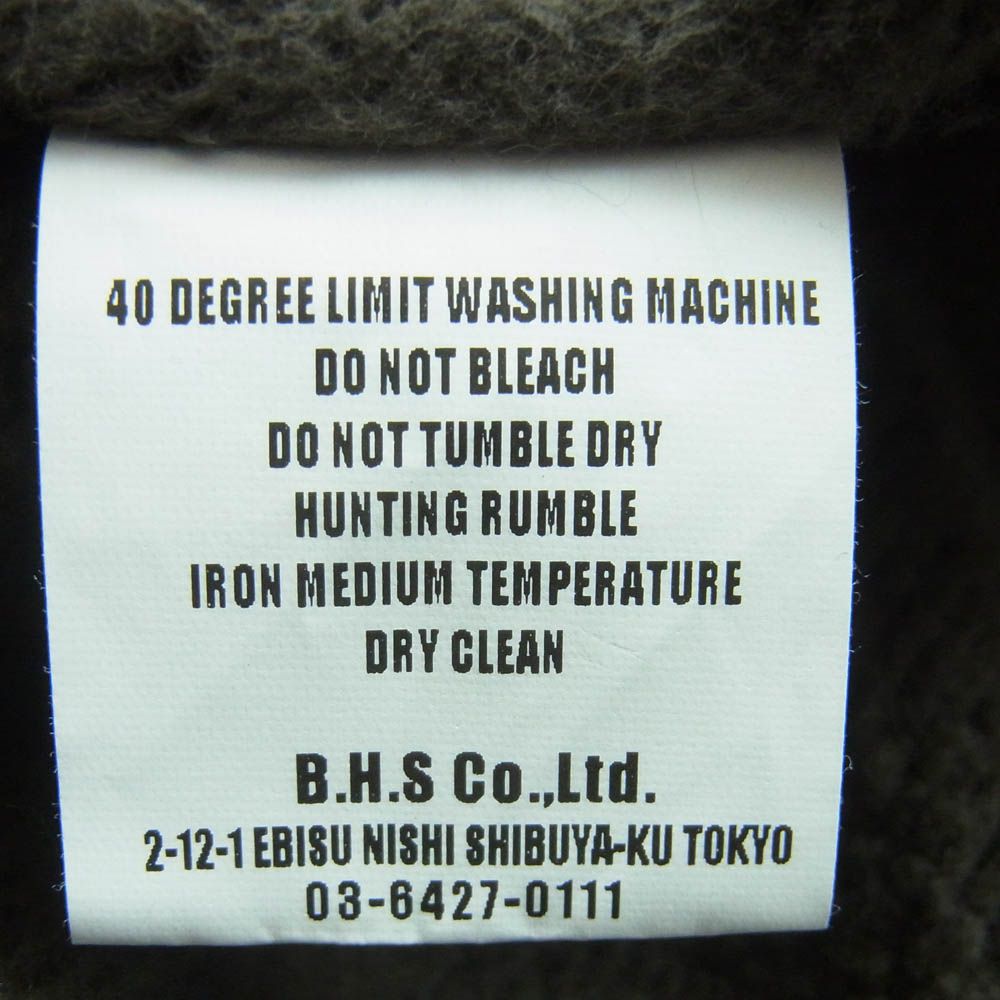 40 DEGREE LIMIT WASHING MACHINE
DO NOT BLEACH
DO NOT TUMBLE DRY
HUNTING RUMBLE
IRON MEDIUM TEMPERATURE
DRY CLEAN
B.H.S Co.,Ltd.
2-12-1 EBISU NISHI SHIBUYA-KU TOKYO
03-6427-0111